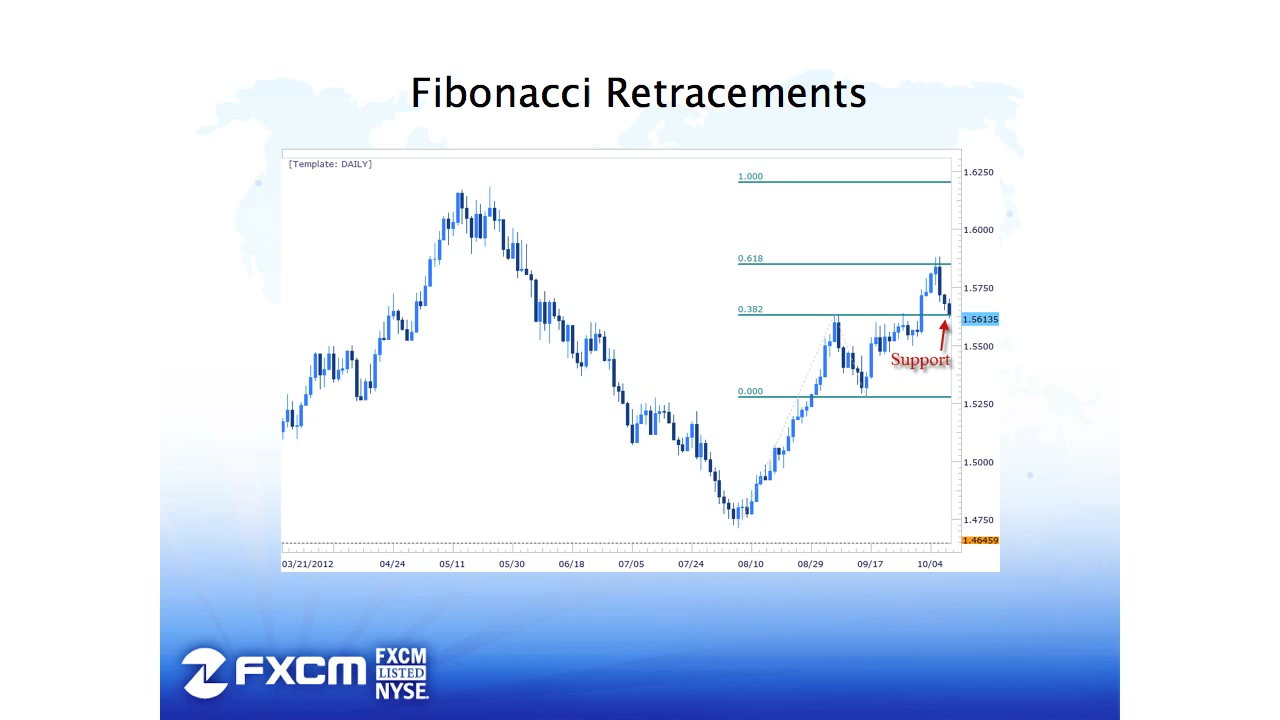 Fibonacci Retracements
[Template: DAILY]
1.000
0.618
0.382
0.000
Support
1.6250
1.6000
1.5750
1.56135
1.5500
1.5250
1.5000
1.4750
1.46459
03/21/2012 04/24 05/11 05/30 06/18 07/05 07/24 08/10 08/29 09/17 10/04
FXCM
FXCM
LISTED
NYSE.